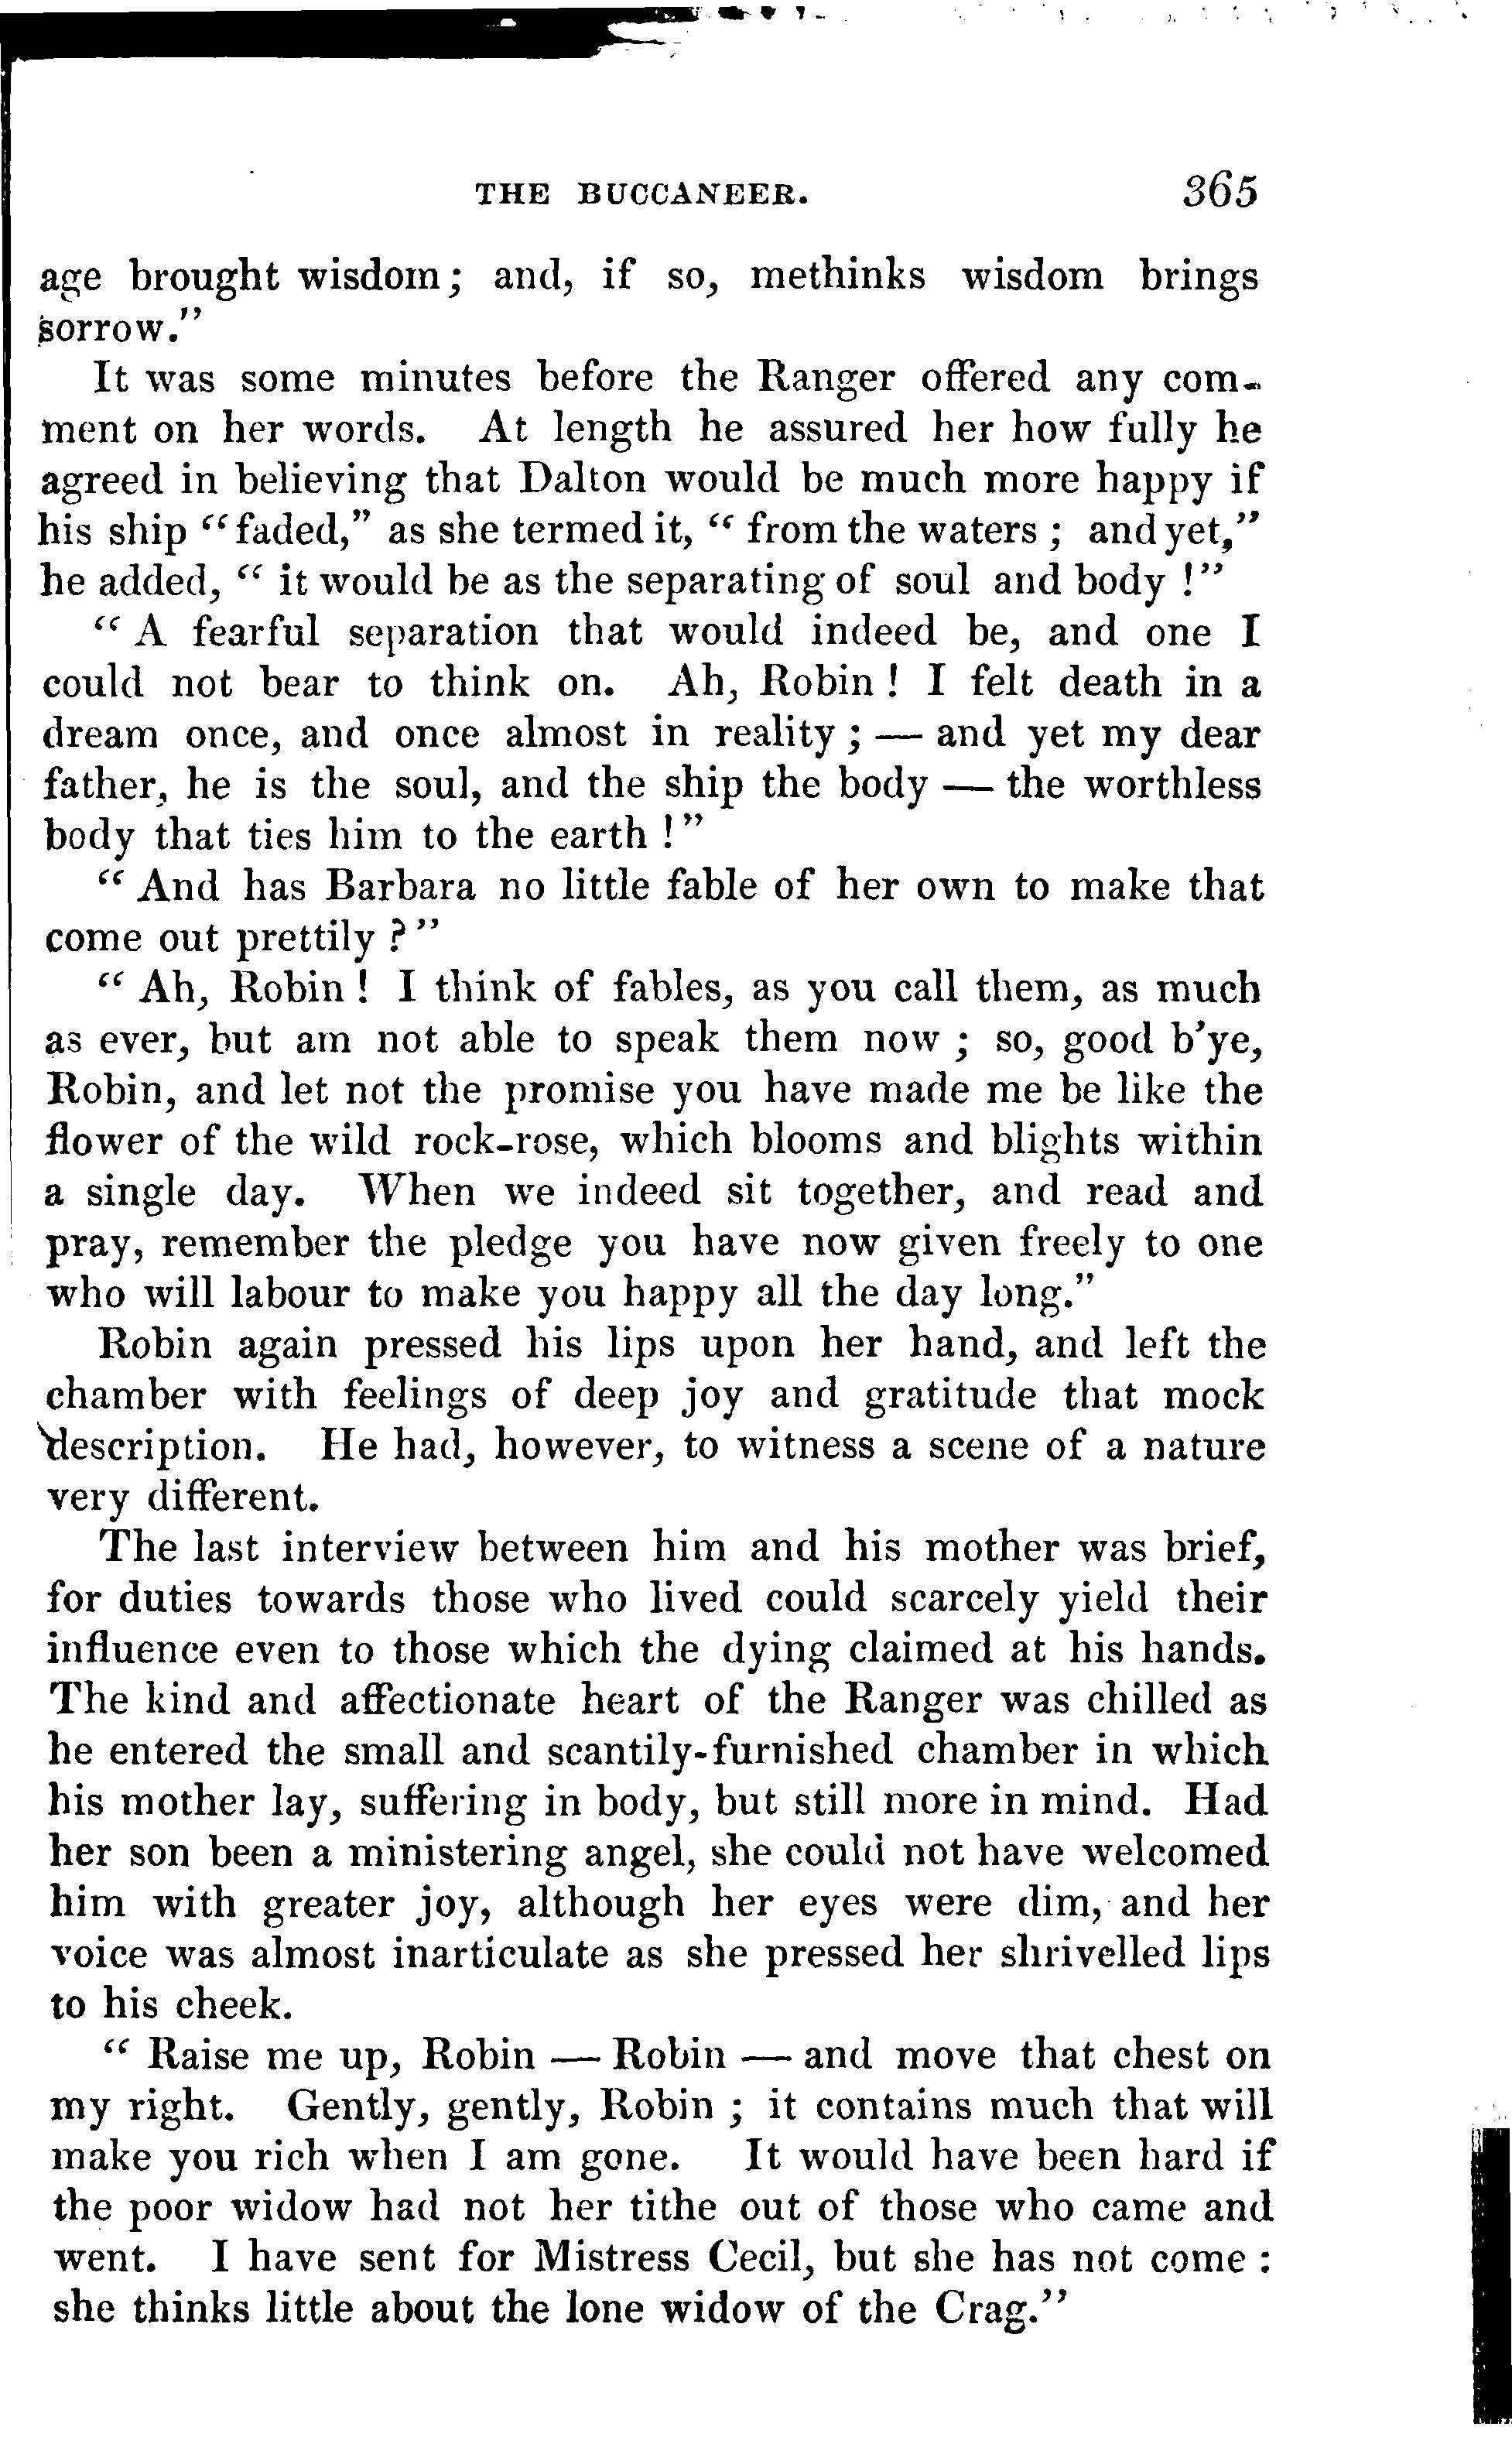 THE BUCCANEER. 365
age brought wisdom; and, if so, methinks wisdom brings
sorrow."
It was some minutes before the Ranger offered any com-
ment on her words. At length he assured her how fully he
agreed in believing that Dalton would be much more happy if
his ship "faded," as she termed it, "from the waters; and yet,"
he added, "it would be as the separating of soul and body!"
"A fearful separation that would indeed be, and one I
could not bear to think on. Ah, Robin! I felt death in a
dream once, and once almost in reality; — and yet my dear
father, he is the soul, and the ship the body — the worthless
body that ties him to the earth!"
"And has Barbara no little fable of her own to make that
come out prettily?"
"Ah, Robin! I think of fables, as you call them, as much
as ever, but am not able to speak them now; so, good b'ye,
Robin, and let not the promise you have made me be like the
flower of the wild rock-rose, which blooms and blights within
a single day. When we indeed sit together, and read and
pray, remember the pledge you have now given freely to one
who will labour to make you happy all the day long."
Robin again pressed his lips upon her hand, and left the
chamber with feelings of deep joy and gratitude that mock
description. He had, however, to witness a scene of a nature
very different.
The last interview between him and his mother was brief,
for duties towards those who lived could scarcely yield their
influence even to those which the dying claimed at his hands.
The kind and affectionate heart of the Ranger was chilled as
he entered the small and scantily-furnished chamber in which
his mother lay, suffering in body, but still more in mind. Had
her son been a ministering angel, she could not have welcomed
him with greater joy, although her eyes were dim, and her
voice was almost inarticulate as she pressed her shrivelled lips
to his cheek.
"Raise me up, Robin — Robin — and move that chest on
my right. Gently, gently, Robin; it contains much that will
make you rich when I am gone. It would have been hard if
the poor widow had not her tithe out of those who came and
went. I have sent for Mistress Cecil, but she has not come:
she thinks little about the lone widow of the Crag."